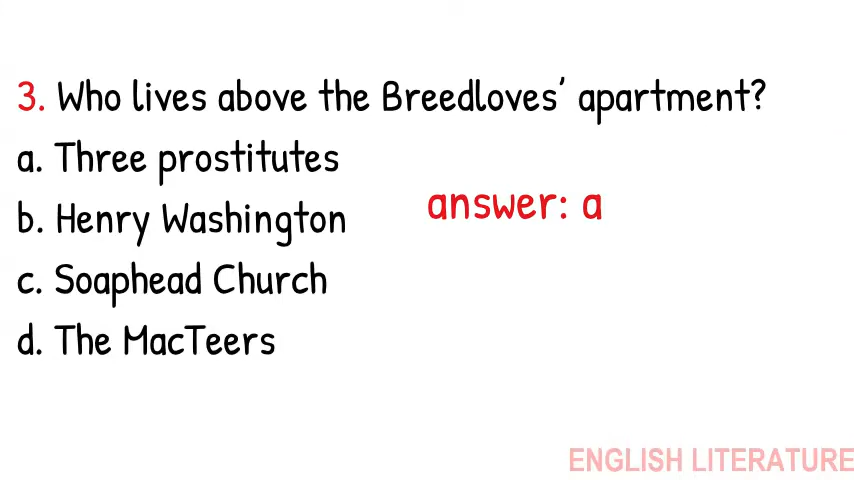 3. Who lives above the Breedloves' apartment?
a. Three prostitutes
answer: a
b. Henry Washington
c. Soaphead Church
d. The MacTeers
ENGLISH LITERATURE